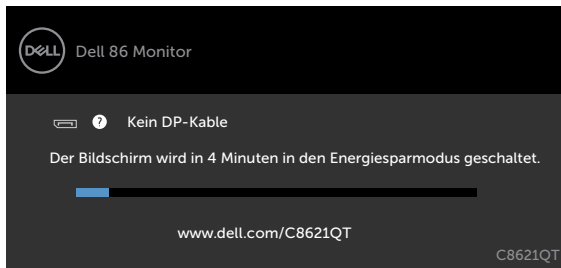 DELL
Dell 86 Monitor
? Kein DP-Kable
Der Bildschirm wird in 4 Minuten in den Energiesparmodus geschaltet.
www.dell.com/C8621QT
C8621QT